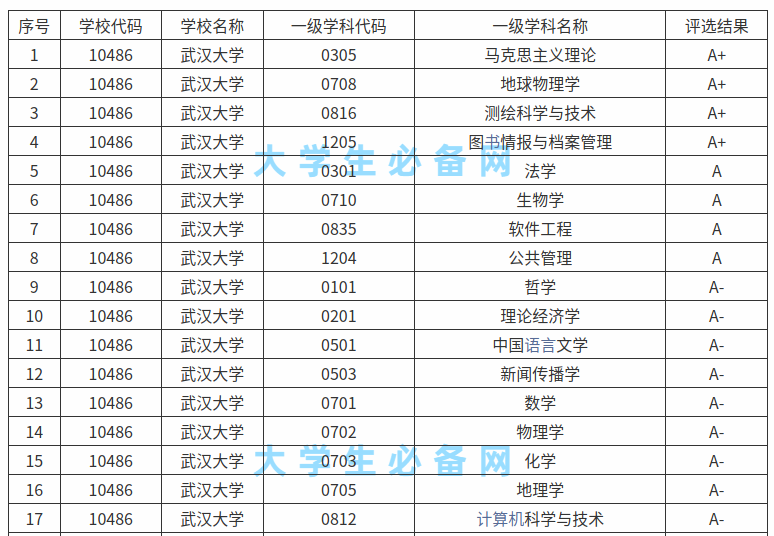 序号 学校代码 学校名称 一级学科代码 一级学科名称 评选结果
1 10486 武汉大学 0305 马克思主义理论 A+
2 10486 武汉大学 0708 地球物理学 A+
3 10486 武汉大学 0816 测绘科学与技术 A+
4 10486 武汉大学 1205 图书情报与档案管理 A+
大学生必备网
5 10486 武汉大学 0301 法学 A
6 10486 武汉大学 0710 生物学 A
7 10486 武汉大学 0835 软件工程 A
8 10486 武汉大学 1204 公共管理 A
9 10486 武汉大学 0101 哲学 A-
10 10486 武汉大学 0201 理论经济学 A-
11 10486 武汉大学 0501 中国语言文学 A-
12 10486 武汉大学 0503 新闻传播学 A-
13 10486 武汉大学 0701 数学 A-
14 10486 武汉大学 0702 物理学 A-
大学生必备网
15 10486 武汉大学 0703 化学 A-
16 10486 武汉大学 0705 地理学 A-
17 10486 武汉大学 0812 计算机科学与技术 A-